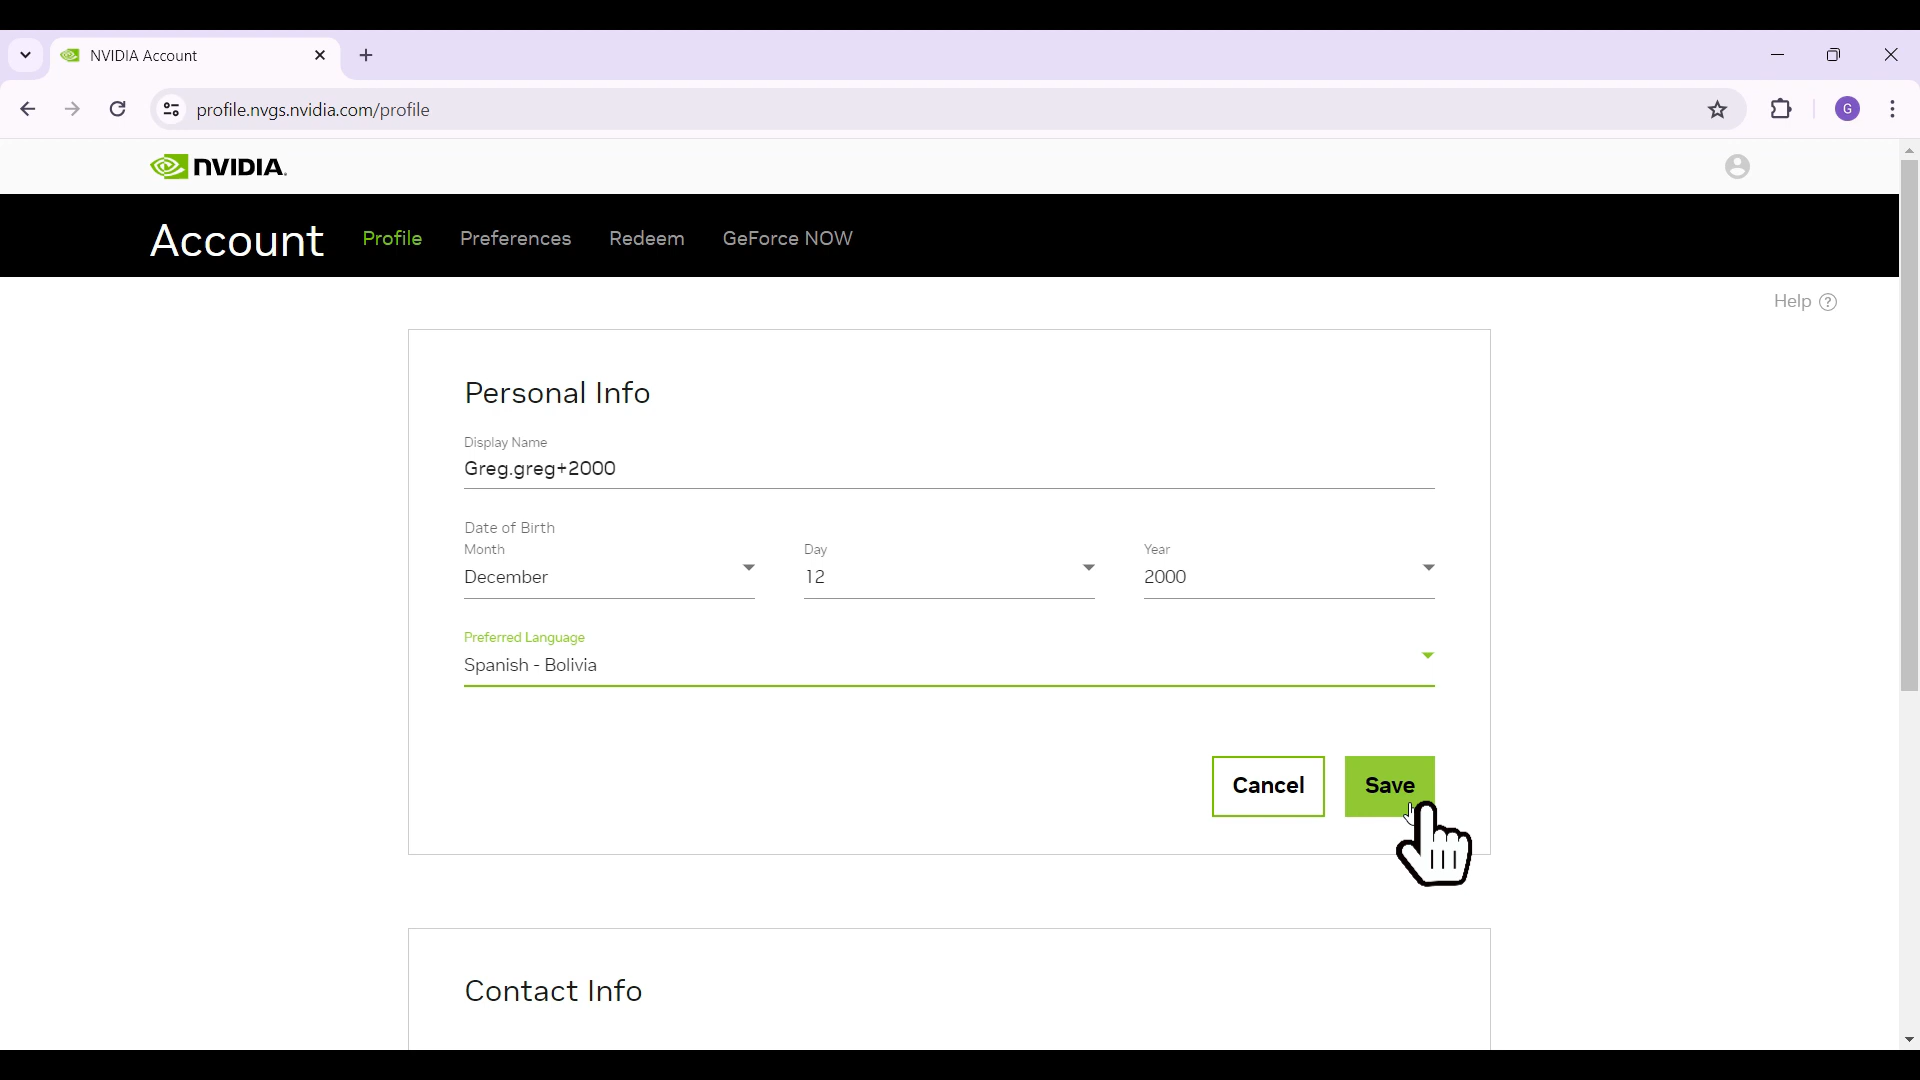 NVIDIA Account
profile.nvgs.nvidia.com/profile
G
NVIDIA.
Account Profile Preferences Redeem GeForce NOW
Help ?
Personal Info
Display Name
Greg.greg+2000
Date of Birth
Month Day Year
December 12 2000
Preferred Language
Spanish - Bolivia
Cancel Save
Contact Info